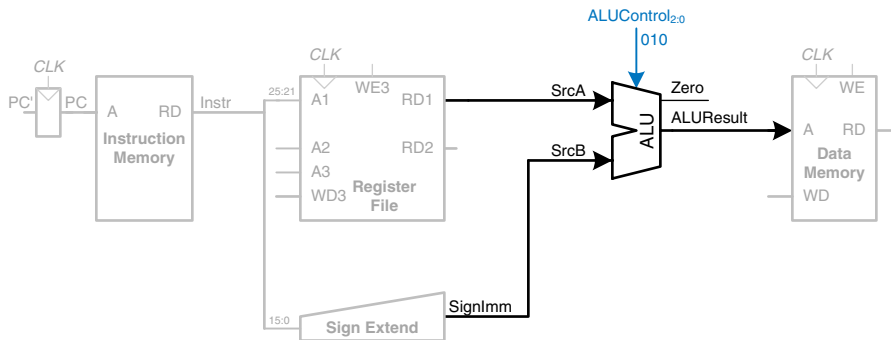 ALUControl2:0
010
CLK
PC'
PC
A
RD
Instruction
Memory
Instr
25:21
CLK
WE3
A1
RD1
A2
RD2
A3
WD3
Register
File
15:0
Sign Extend
SignImm
SrcA
SrcB
ALU
Zero
ALUResult
CLK
WE
A
RD
Data
Memory
WD